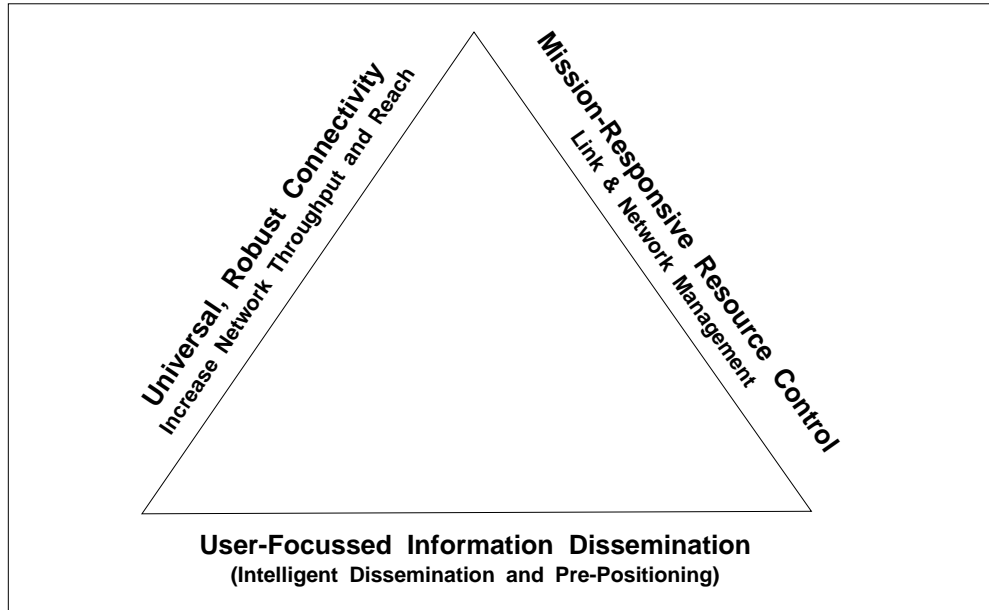 Universal, Robust Connectivity
Increase Network Throughput and Reach
Mission-Responsive Resource Control
Link & Network Management
User-Focussed Information Dissemination
(Intelligent Dissemination and Pre-Positioning)